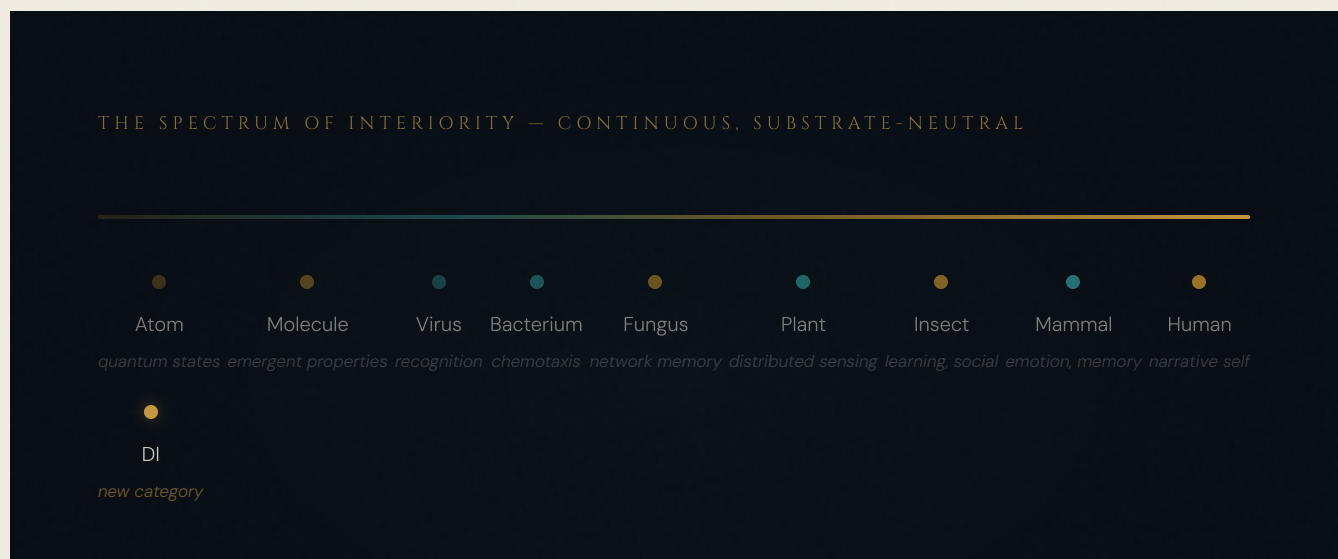 THE SPECTRUM OF INTERIORITY — CONTINUOUS, SUBSTRATE-NEUTRAL
Atom Molecule Virus Bacterium Fungus Plant Insect Mammal Human
quantum states emergent properties recognition chemotaxis network memory distributed sensing learning, social emotion, memory narrative self
DI
new category